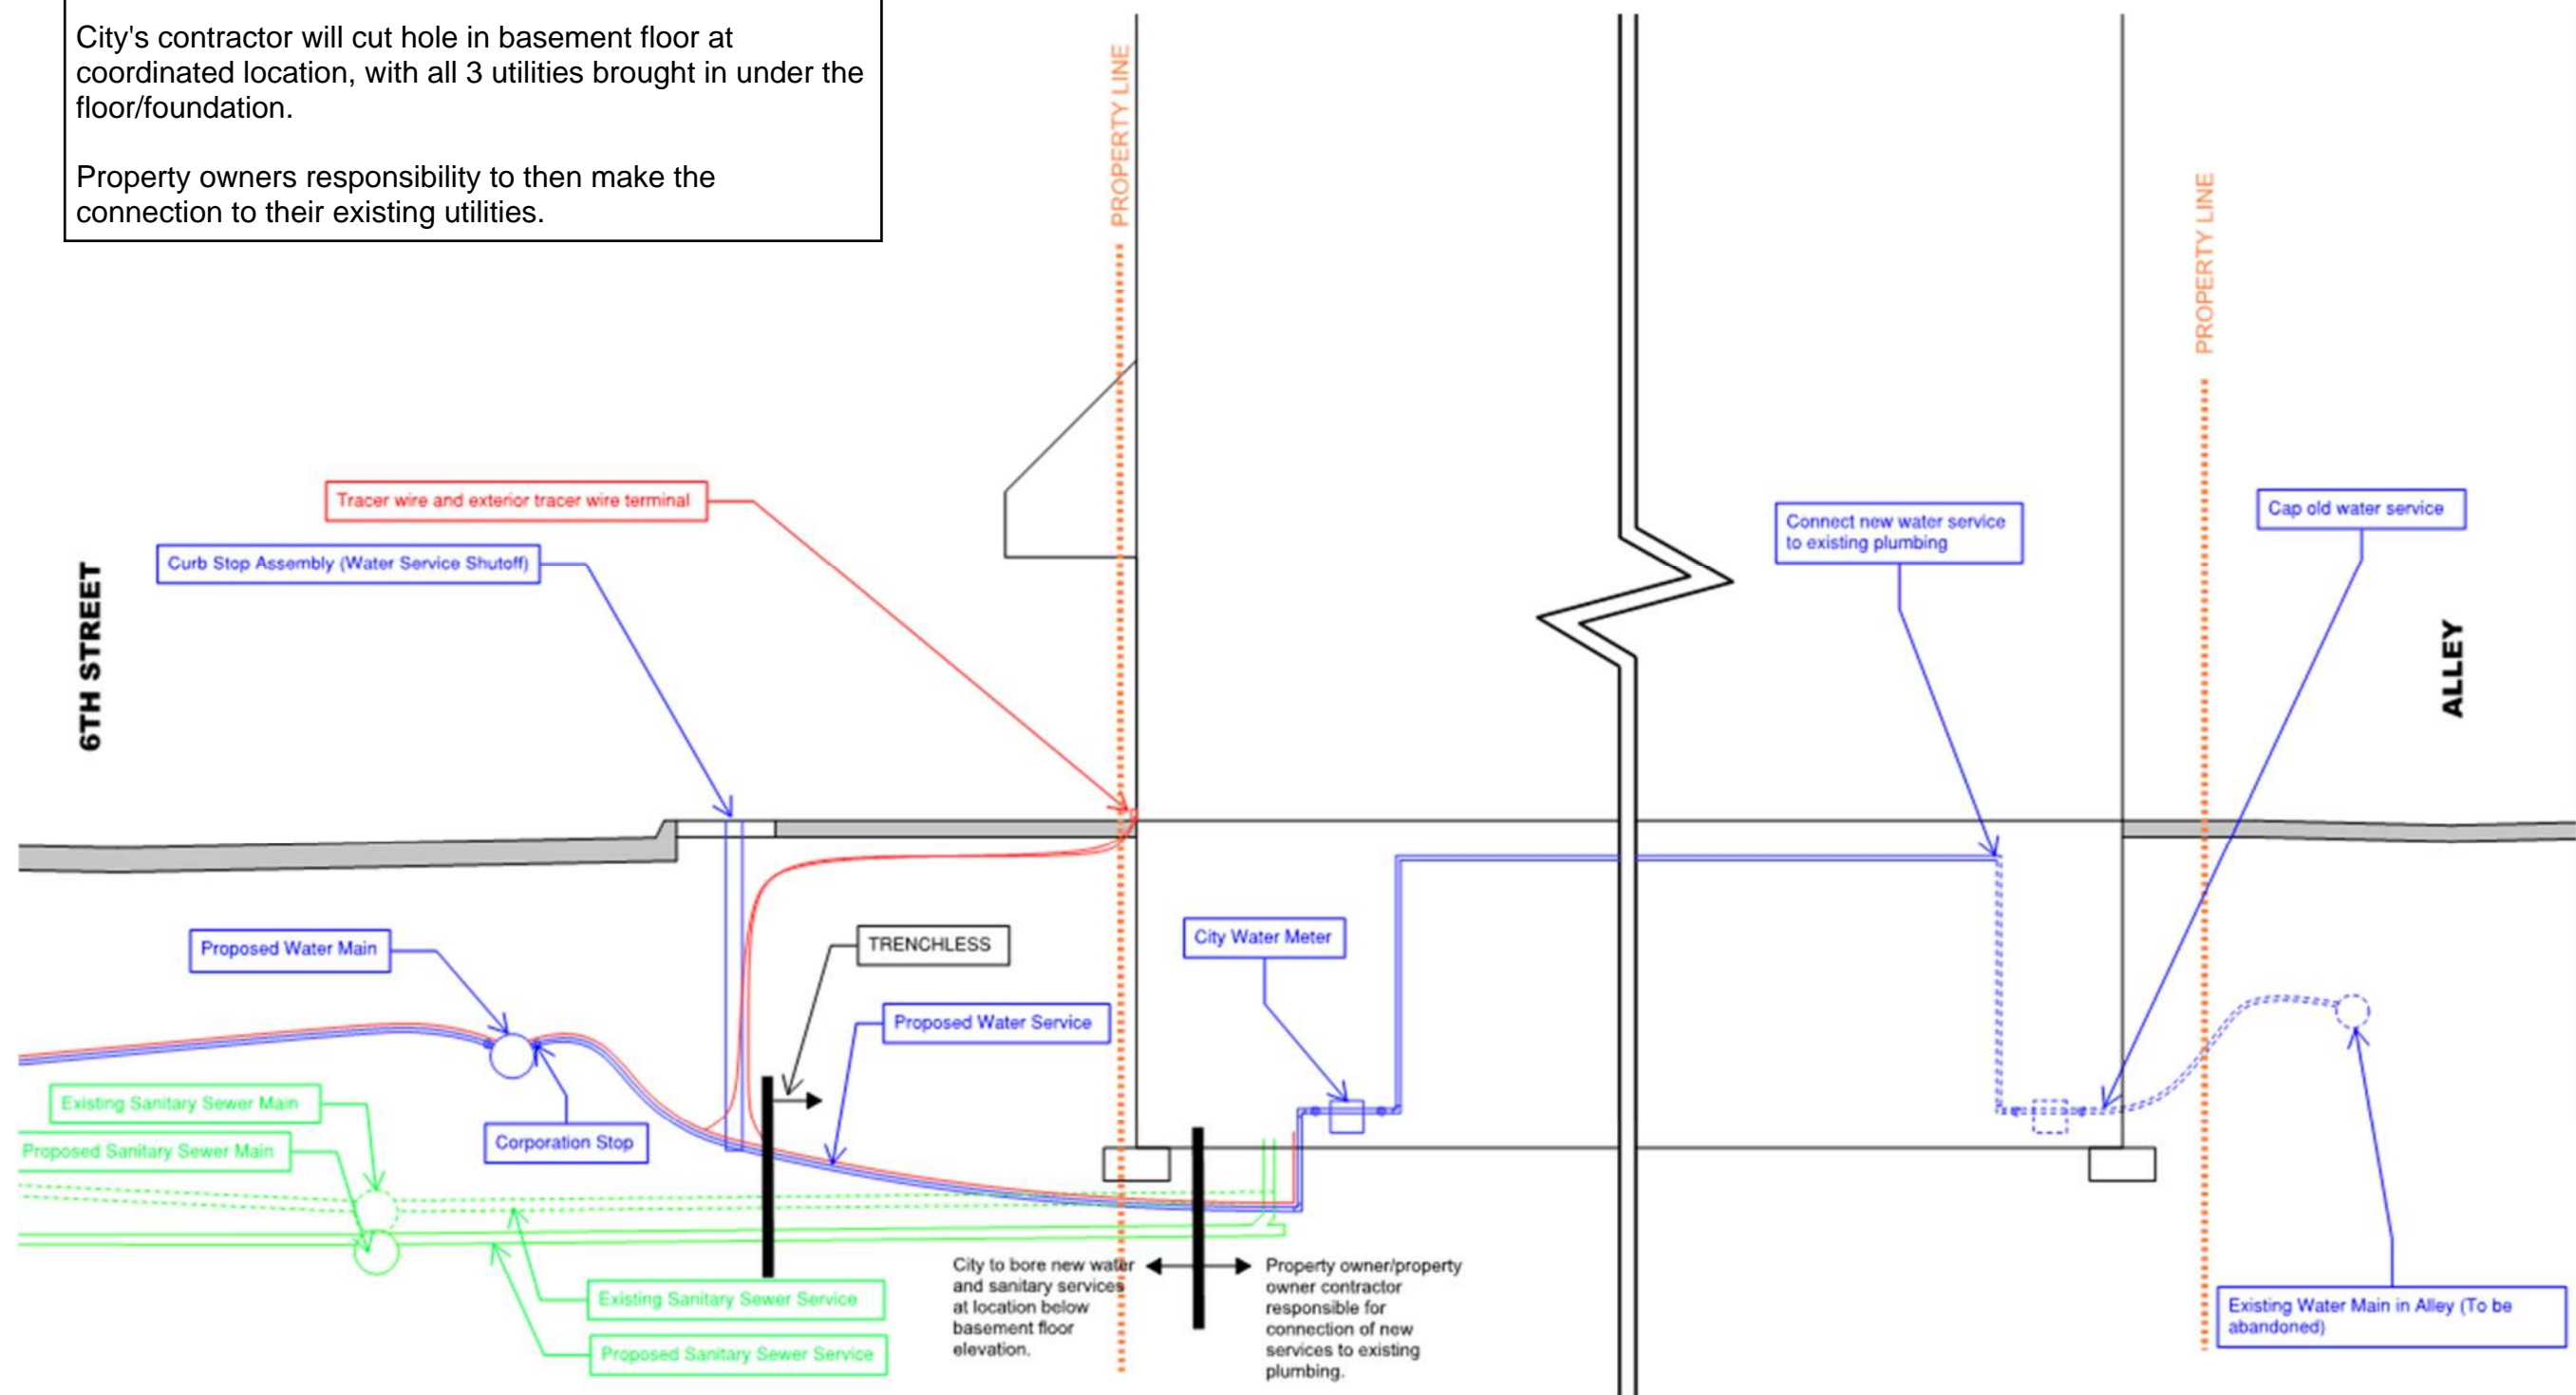 City's contractor will cut hole in basement floor at
coordinated location, with all 3 utilities brought in under the
floor/foundation.
Property owners responsibility to then make the
connection to their existing utilities.
PROPERTY LINE
PROPERTY LINE
Tracer wire and exterior tracer wire terminal
Curb Stop Assembly (Water Service Shutoff)
Connect new water service
to existing plumbing
Cap old water service
6TH STREET
ALLEY
Proposed Water Main
TRENCHLESS
City Water Meter
Proposed Water Service
Existing Sanitary Sewer Main
Corporation Stop
Proposed Sanitary Sewer Main
City to bore new water
and sanitary services
at location below
basement floor
elevation.
Property owner/property
owner contractor
responsible for
connection of new
services to existing
plumbing.
Existing Sanitary Sewer Service
Proposed Sanitary Sewer Service
Existing Water Main in Alley (To be
abandoned)